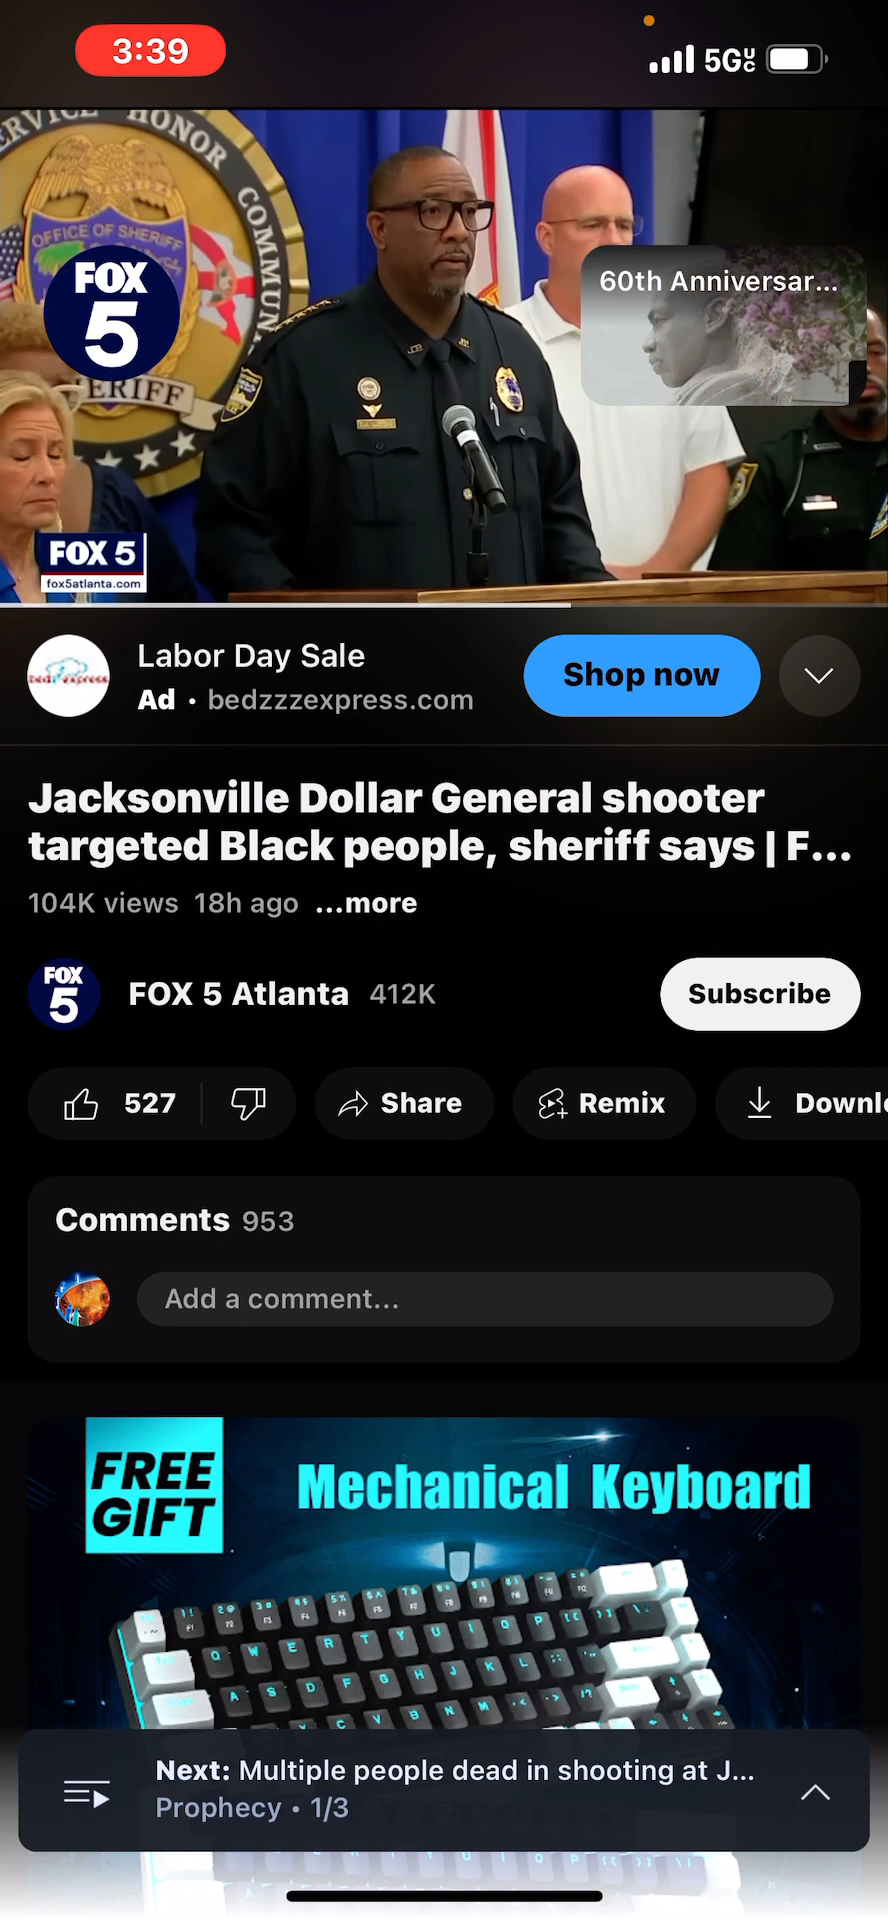 3:39
5G UC
SERVICE HONOR COMMUN
OFFICE OF SHERIFF
FOX
5
SHERIFF
60th Anniversar...
FOX 5
fox5atlanta.com
Labor Day Sale
Ad • bedzzzexpress.com
Shop now
Jacksonville Dollar General shooter
targeted Black people, sheriff says | F...
104K views 18h ago ...more
FOX
5
FOX 5 Atlanta 412K
Subscribe
527
Share
Remix
Downlo
Comments 953
Add a comment...
FREE
GIFT
Mechanical Keyboard
Q W E R T Y U I O P
A S D F G H J K L
C V B N M
Next: Multiple people dead in shooting at J...
Prophecy • 1/3